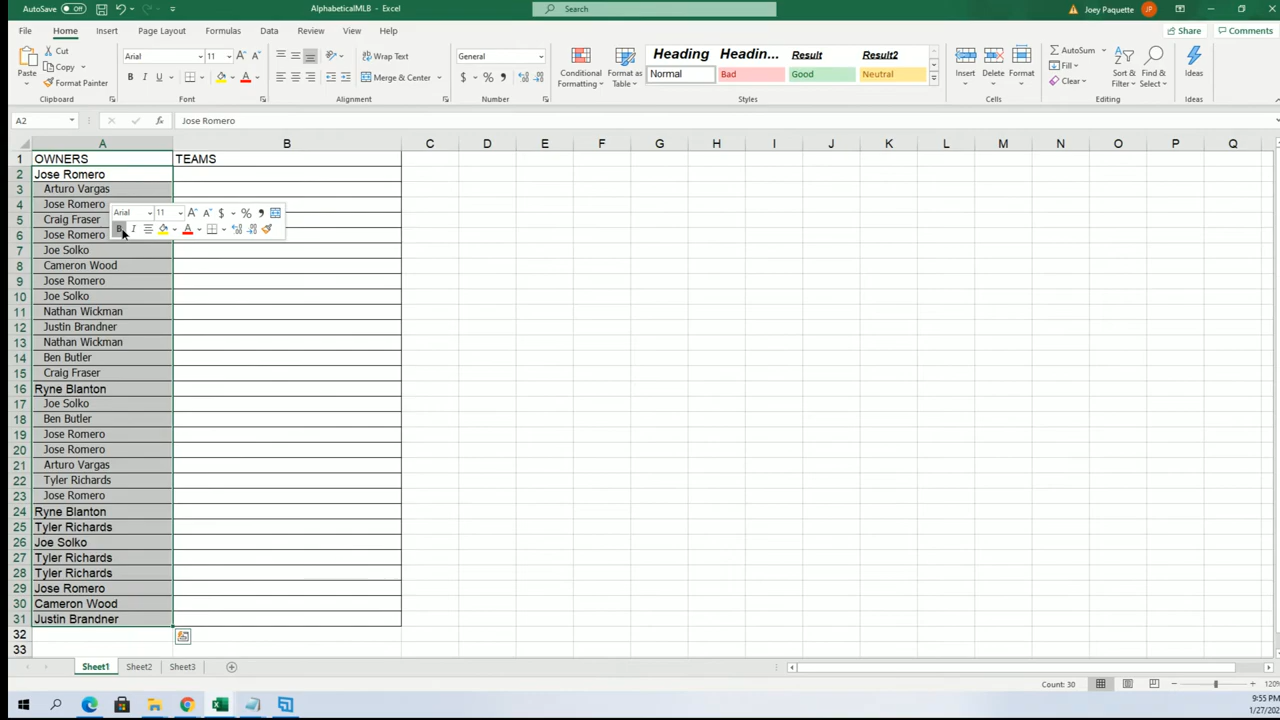 AutoSave Off AlphabeticalMLB - Excel Search Joey Paquette JP
File Home Insert Page Layout Formulas Data Review View Help Share Comments
Paste Cut Copy Format Painter Clipboard
Arial 11 B I U A Font
Wrap Text Merge & Center Alignment
General $ % , Number
Conditional Formatting Format as Table
Heading Headin... Result Result2
Normal Bad Good Neutral
Styles
Insert Delete Format Cells
AutoSum Fill Clear Sort & Filter Find & Select Editing
Ideas Ideas
A2 fx Jose Romero
A B C D E F G H I J K L M N O P Q
1 OWNERS TEAMS
2 Jose Romero
3 Arturo Vargas
4 Jose Romero
Arial 11 A A $ % ,
5 Craig Fraser
B I A
6 Jose Romero
7 Joe Solko
8 Cameron Wood
9 Jose Romero
10 Joe Solko
11 Nathan Wickman
12 Justin Brandner
13 Nathan Wickman
14 Ben Butler
15 Craig Fraser
16 Ryne Blanton
17 Joe Solko
18 Ben Butler
19 Jose Romero
20 Jose Romero
21 Arturo Vargas
22 Tyler Richards
23 Jose Romero
24 Ryne Blanton
25 Tyler Richards
26 Joe Solko
27 Tyler Richards
28 Tyler Richards
29 Jose Romero
30 Cameron Wood
31 Justin Brandner
32
33
Sheet1 Sheet2 Sheet3
Count: 30 120%
9:55 PM